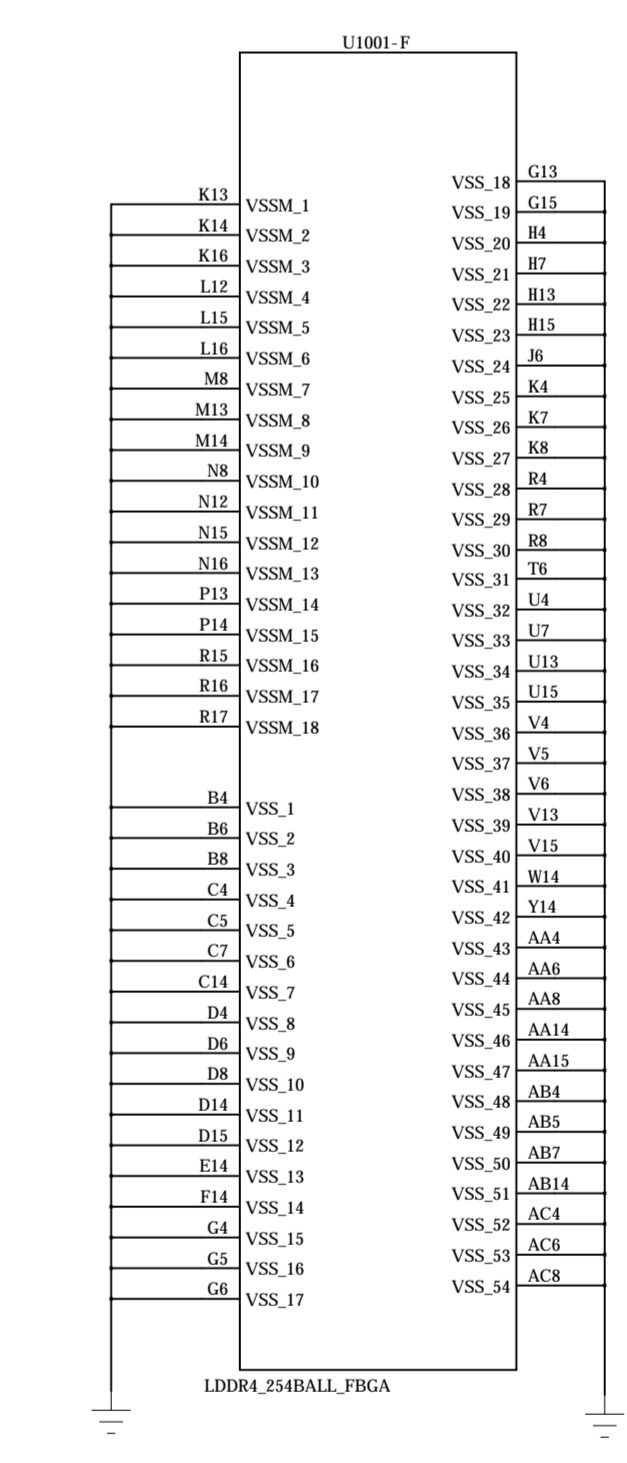 U1001-F
K13 VSSM_1
K14 VSSM_2
K16 VSSM_3
L12 VSSM_4
L15 VSSM_5
L16 VSSM_6
M8 VSSM_7
M13 VSSM_8
M14 VSSM_9
N8 VSSM_10
N12 VSSM_11
N15 VSSM_12
N16 VSSM_13
P13 VSSM_14
P14 VSSM_15
R15 VSSM_16
R16 VSSM_17
R17 VSSM_18
B4 VSS_1
B6 VSS_2
B8 VSS_3
C4 VSS_4
C5 VSS_5
C7 VSS_6
C14 VSS_7
D4 VSS_8
D6 VSS_9
D8 VSS_10
D14 VSS_11
D15 VSS_12
E14 VSS_13
F14 VSS_14
G4 VSS_15
G5 VSS_16
G6 VSS_17
VSS_18 G13
VSS_19 G15
VSS_20 H4
VSS_21 H7
VSS_22 H13
VSS_23 H15
VSS_24 J6
VSS_25 K4
VSS_26 K7
VSS_27 K8
VSS_28 R4
VSS_29 R7
VSS_30 R8
VSS_31 T6
VSS_32 U4
VSS_33 U7
VSS_34 U13
VSS_35 U15
VSS_36 V4
VSS_37 V5
VSS_38 V6
VSS_39 V13
VSS_40 V15
VSS_41 W14
VSS_42 Y14
VSS_43 AA4
VSS_44 AA6
VSS_45 AA8
VSS_46 AA14
VSS_47 AA15
VSS_48 AB4
VSS_49 AB5
VSS_50 AB7
VSS_51 AB14
VSS_52 AC4
VSS_53 AC6
VSS_54 AC8
LDDR4_254BALL_FBGA